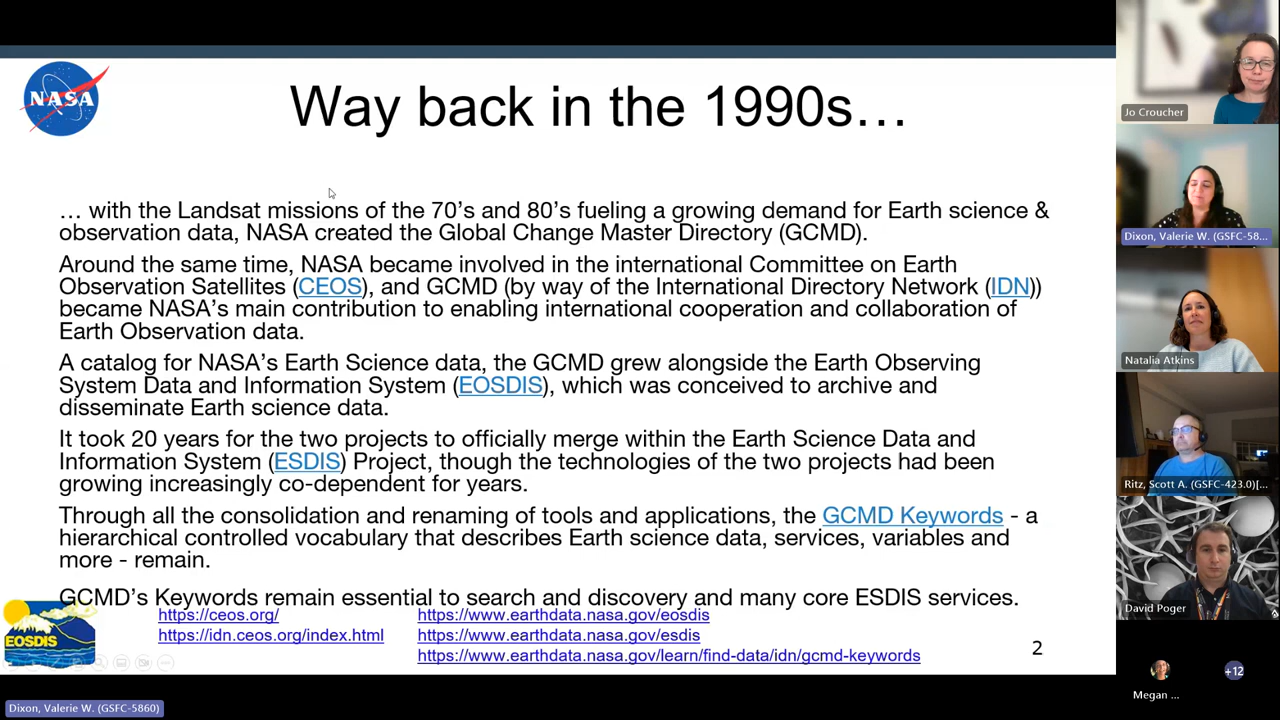 NASA
Way back in the 1990s…
… with the Landsat missions of the 70’s and 80’s fueling a growing demand for Earth science &
observation data, NASA created the Global Change Master Directory (GCMD).
Around the same time, NASA became involved in the international Committee on Earth
Observation Satellites (CEOS), and GCMD (by way of the International Directory Network (IDN))
became NASA’s main contribution to enabling international cooperation and collaboration of
Earth Observation data.
A catalog for NASA’s Earth Science data, the GCMD grew alongside the Earth Observing
System Data and Information System (EOSDIS), which was conceived to archive and
disseminate Earth science data.
It took 20 years for the two projects to officially merge within the Earth Science Data and
Information System (ESDIS) Project, though the technologies of the two projects had been
growing increasingly co-dependent for years.
Through all the consolidation and renaming of tools and applications, the GCMD Keywords - a
hierarchical controlled vocabulary that describes Earth science data, services, variables and
more - remain.
GCMD’s Keywords remain essential to search and discovery and many core ESDIS services.
https://ceos.org/
https://idn.ceos.org/index.html
https://www.earthdata.nasa.gov/eosdis
https://www.earthdata.nasa.gov/esdis
https://www.earthdata.nasa.gov/learn/find-data/idn/gcmd-keywords
EOSDIS
2
Dixon, Valerie W. (GSFC-5860)
Jo Croucher
Dixon, Valerie W. (GSFC-58...
Natalia Atkins
Ritz, Scott A. (GSFC-423.0)[...
David Poger
Megan ...
+12